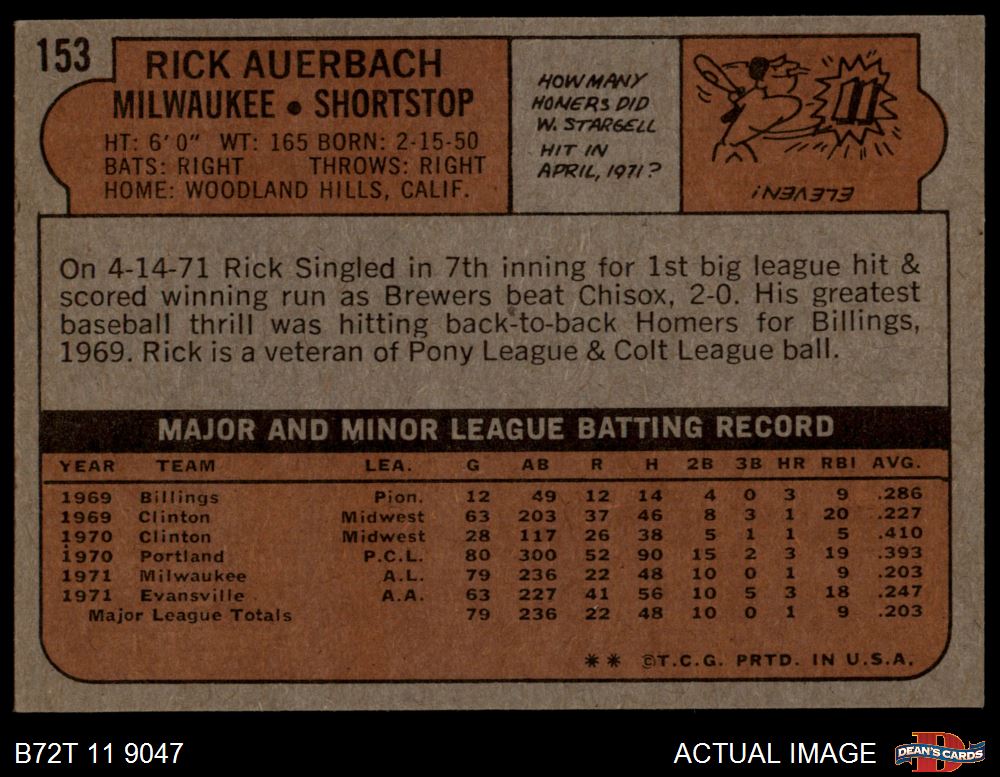 153
RICK AUERBACH
MILWAUKEE • SHORTSTOP
HT: 6'0" WT: 165 BORN: 2-15-50
BATS: RIGHT THROWS: RIGHT
HOME: WOODLAND HILLS, CALIF.
HOW MANY
HOMERS DID
W. STARGELL
HIT IN
APRIL, 1971?
11
ELEVEN!
On 4-14-71 Rick Singled in 7th inning for 1st big league hit &
scored winning run as Brewers beat Chisox, 2-0. His greatest
baseball thrill was hitting back-to-back Homers for Billings,
1969. Rick is a veteran of Pony League & Colt League ball.
MAJOR AND MINOR LEAGUE BATTING RECORD
YEAR TEAM LEA. G AB R H 2B 3B HR RBI AVG.
1969 Billings Pion. 12 49 12 14 4 0 3 9 .286
1969 Clinton Midwest 63 203 37 46 8 3 1 20 .227
1970 Clinton Midwest 28 117 26 38 5 1 1 5 .410
1970 Portland P.C.L. 80 300 52 90 15 2 3 19 .393
1971 Milwaukee A.L. 79 236 22 48 10 0 1 9 .203
1971 Evansville A.A. 63 227 41 56 10 5 3 18 .247
Major League Totals 79 236 22 48 10 0 1 9 .203
** ©T.C.G. PRTD. IN U.S.A.
B72T 11 9047 ACTUAL IMAGE DEAN'S CARDS